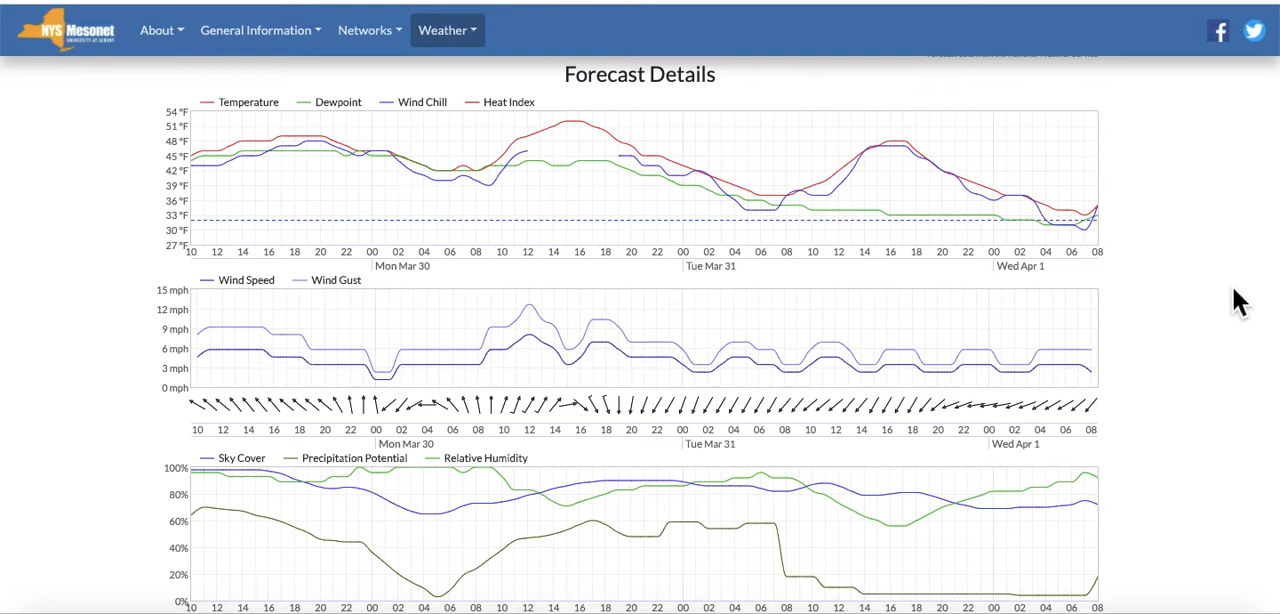 NYS Mesonet
UNIVERSITY AT ALBANY
About General Information Networks Weather
Forecast Details
Temperature Dewpoint Wind Chill Heat Index
54 °F
51 °F
48 °F
45 °F
42 °F
39 °F
36 °F
33 °F
30 °F
27 °F
10 12 14 16 18 20 22 00 02 04 06 08 10 12 14 16 18 20 22 00 02 04 06 08 10 12 14 16 18 20 22 00 02 04 06 08
Mon Mar 30 Tue Mar 31 Wed Apr 1
Wind Speed Wind Gust
15 mph
12 mph
9 mph
6 mph
3 mph
0 mph
10 12 14 16 18 20 22 00 02 04 06 08 10 12 14 16 18 20 22 00 02 04 06 08 10 12 14 16 18 20 22 00 02 04 06 08
Mon Mar 30 Tue Mar 31 Wed Apr 1
Sky Cover Precipitation Potential Relative Humidity
100%
80%
60%
40%
20%
0%
10 12 14 16 18 20 22 00 02 04 06 08 10 12 14 16 18 20 22 00 02 04 06 08 10 12 14 16 18 20 22 00 02 04 06 08